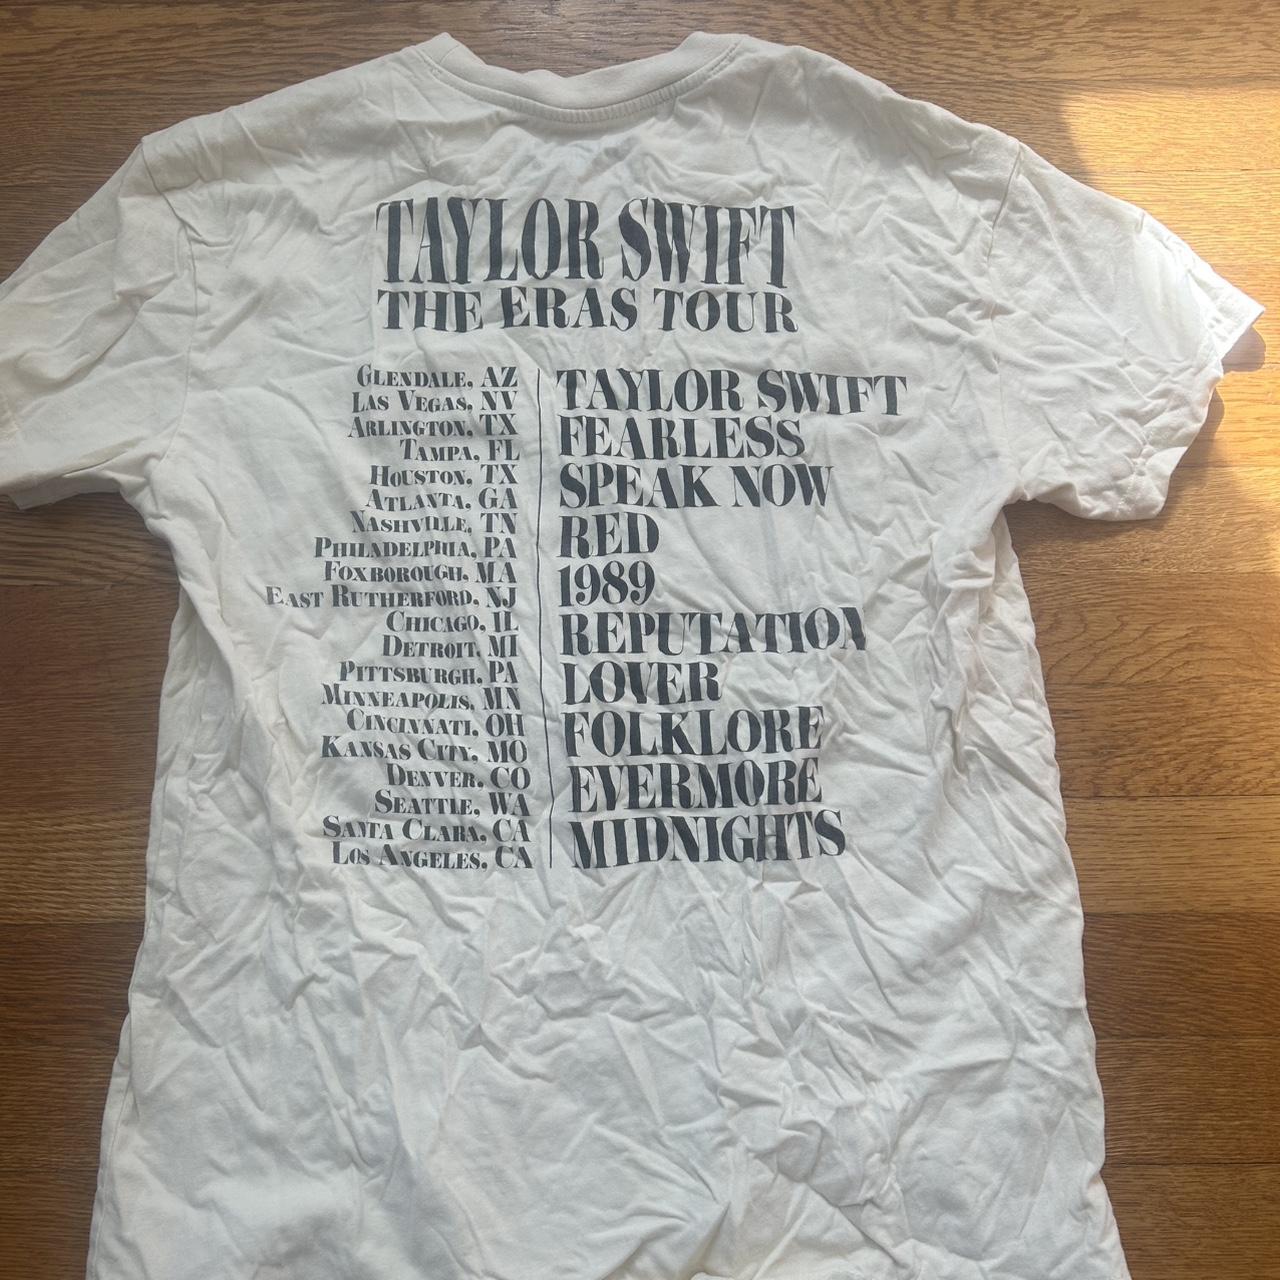 TAYLOR SWIFT
THE ERAS TOUR
GLENDALE, AZ
LAS VEGAS, NV
ARLINGTON, TX
TAMPA, FL
HOUSTON, TX
ATLANTA, GA
NASHVILLE, TN
PHILADELPHIA, PA
FOXBOROUGH, MA
EAST RUTHERFORD, NJ
CHICAGO, IL
DETROIT, MI
PITTSBURGH, PA
MINNEAPOLIS, MN
CINCINNATI, OH
KANSAS CITY, MO
DENVER, CO
SEATTLE, WA
SANTA CLARA, CA
LOS ANGELES, CA
TAYLOR SWIFT
FEARLESS
SPEAK NOW
RED
1989
REPUTATION
LOVER
FOLKLORE
EVERMORE
MIDNIGHTS